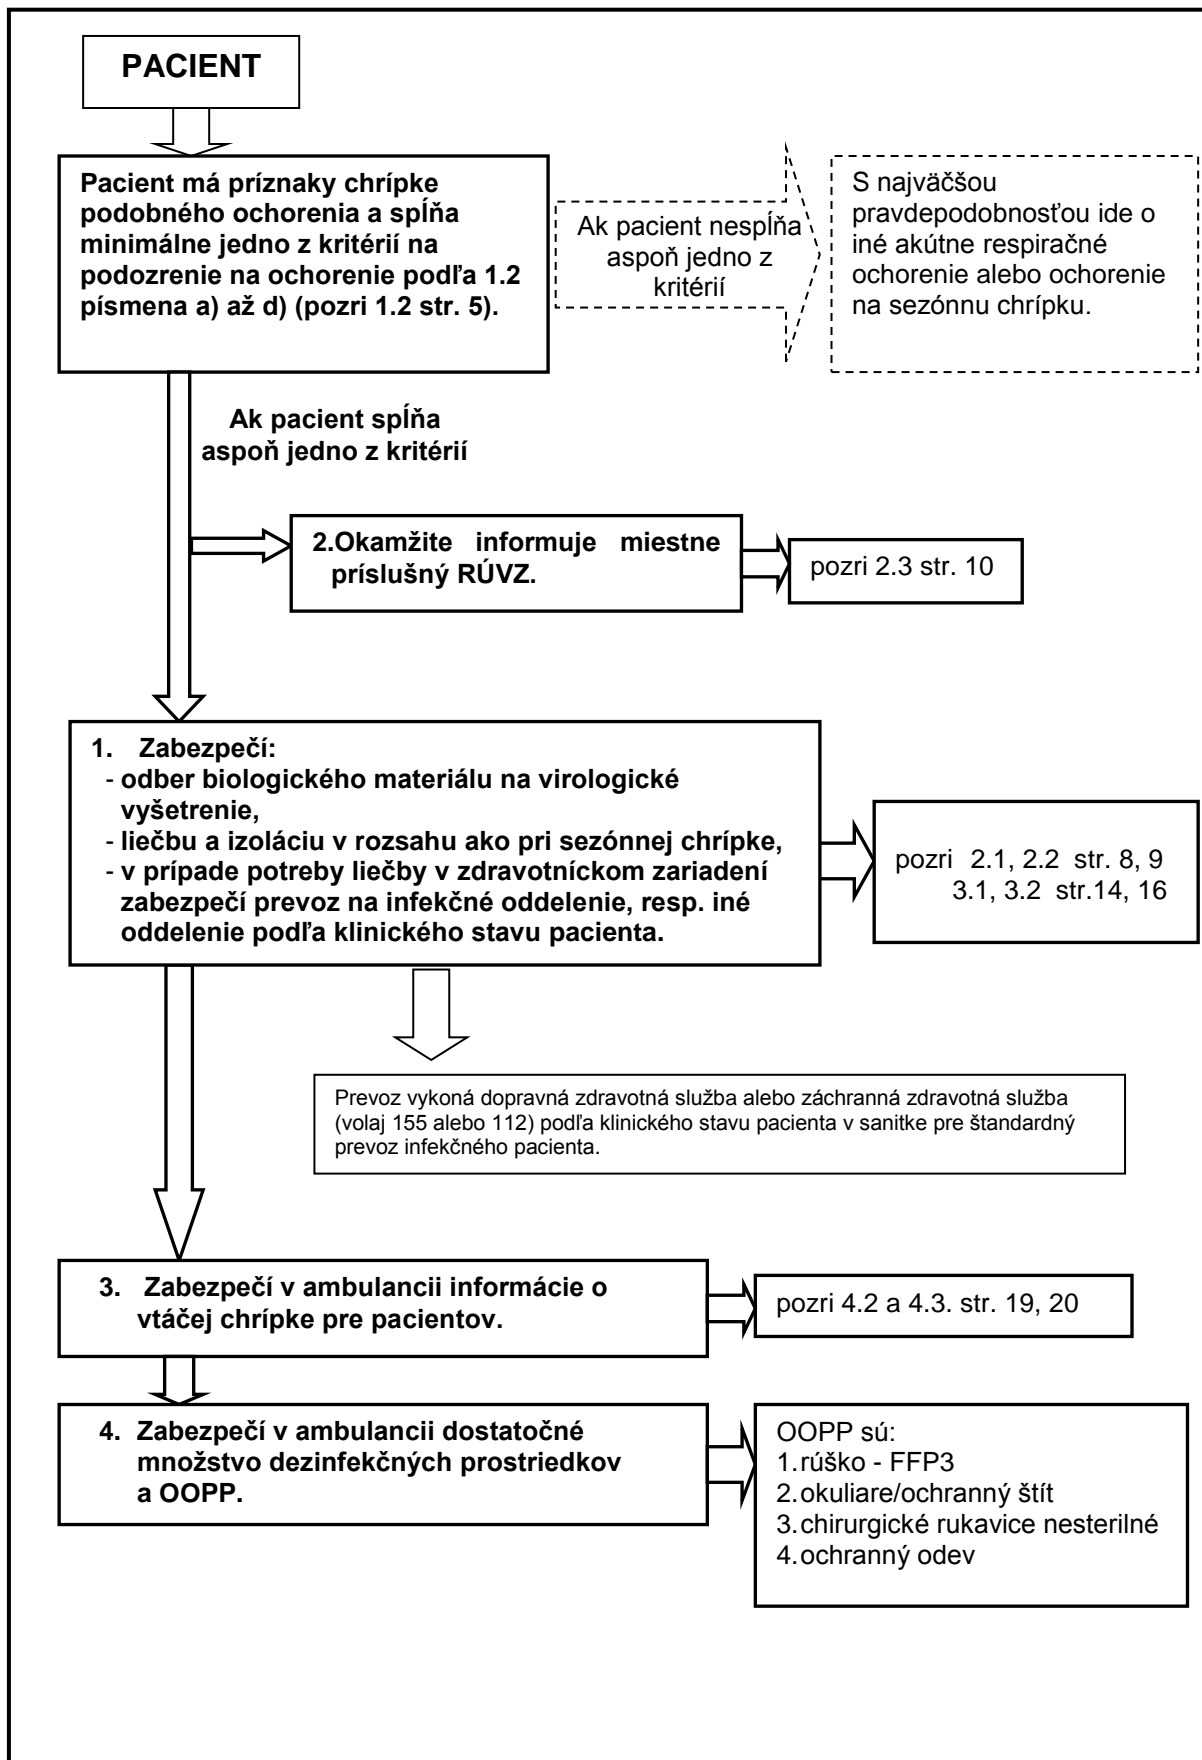 PACIENT
Pacient má príznaky chrípke
podobného ochorenia a spĺňa
minimálne jedno z kritérií na
podozrenie na ochorenie podľa 1.2
písmena a) až d) (pozri 1.2 str. 5).
Ak pacient nespĺňa
aspoň jedno z
kritérií
S najväčšou
pravdepodobnosťou ide o
iné akútne respiračné
ochorenie alebo ochorenie
na sezónnu chrípku.
Ak pacient spĺňa
aspoň jedno z kritérií
2.Okamžite informuje miestne
príslušný RÚVZ.
pozri 2.3 str. 10
1. Zabezpečí:
- odber biologického materiálu na virologické
vyšetrenie,
- liečbu a izoláciu v rozsahu ako pri sezónnej chrípke,
- v prípade potreby liečby v zdravotníckom zariadení
zabezpečí prevoz na infekčné oddelenie, resp. iné
oddelenie podľa klinického stavu pacienta.
pozri 2.1, 2.2 str. 8, 9
3.1, 3.2 str.14, 16
Prevoz vykoná dopravná zdravotná služba alebo záchranná zdravotná služba
(volaj 155 alebo 112) podľa klinického stavu pacienta v sanitke pre štandardný
prevoz infekčného pacienta.
3. Zabezpečí v ambulancii informácie o
vtáčej chrípke pre pacientov.
pozri 4.2 a 4.3. str. 19, 20
4. Zabezpečí v ambulancii dostatočné
množstvo dezinfekčných prostriedkov
a OOPP.
OOPP sú:
1.rúško - FFP3
2.okuliare/ochranný štít
3.chirurgické rukavice nesterilné
4.ochranný odev